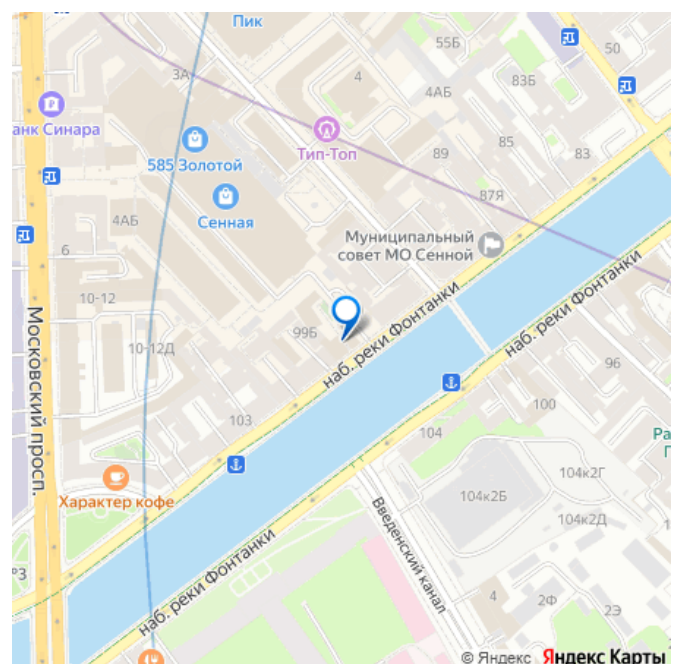 Пик
55Б
50
3А
4
83Б
4АБ
анк Синара
Тип-Топ
85
83
89
585 Золотой
87Я
Сенная
4АБ
Муниципальный
совет МО Сенной
6
10-12
наб. реки Фонтанки
наб. реки Фонтанки
99Б
10-12Д
Московский просп.
96
100
103
104
Ра
П
104к2Г
104к2Б
Характер кофе
104к2Д
1
Введенский канал
№3
наб. реки Фонтанки
4
2Ф
2Э
© Яндекс Яндекс Карты